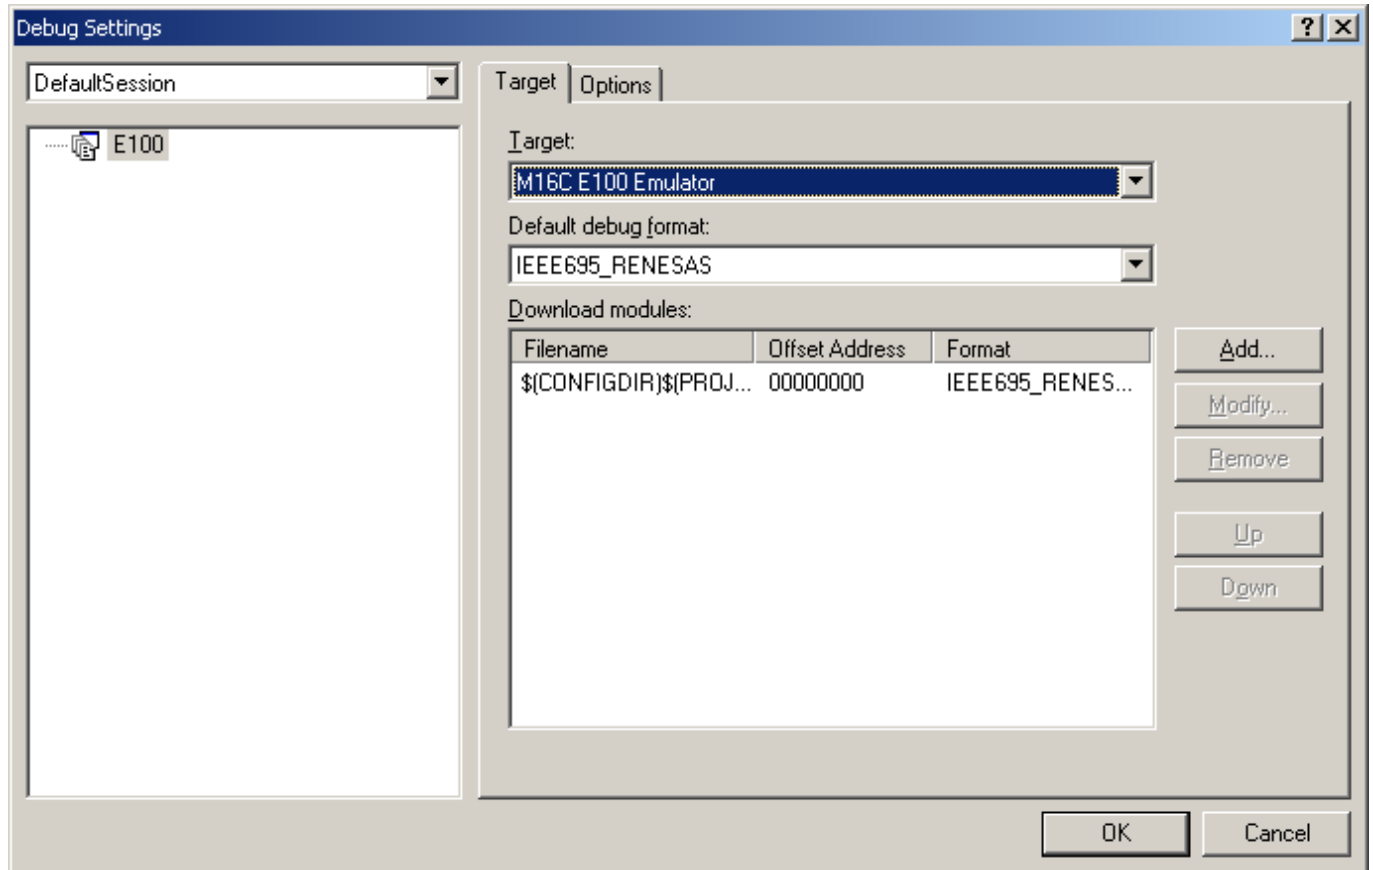 Debug Settings
DefaultSession
E100
Target Options
Target:
M16C E100 Emulator
Default debug format:
IEEE695_RENESAS
Download modules:
Filename Offset Address Format
$(CONFIGDIR)$(PROJ... 00000000 IEEE695_RENES...
Add...
Modify...
Remove
Up
Down
OK Cancel